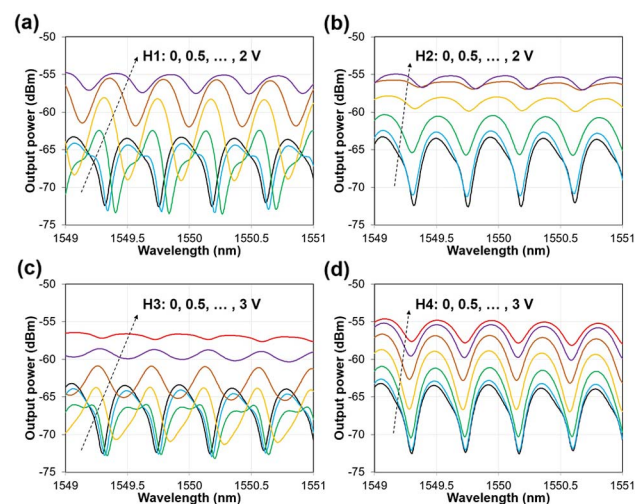 (a)
H1: 0, 0.5, ... , 2 V
Output power (dBm)
-50
-55
-60
-65
-70
-75
1549 1549.5 1550 1550.5 1551
Wavelength (nm)
(b)
H2: 0, 0.5, ... , 2 V
Output power (dBm)
-50
-55
-60
-65
-70
-75
1549 1549.5 1550 1550.5 1551
Wavelength (nm)
(c)
H3: 0, 0.5, ... , 3 V
Output power (dBm)
-50
-55
-60
-65
-70
-75
1549 1549.5 1550 1550.5 1551
Wavelength (nm)
(d)
H4: 0, 0.5, ... , 3 V
Output power (dBm)
-50
-55
-60
-65
-70
-75
1549 1549.5 1550 1550.5 1551
Wavelength (nm)